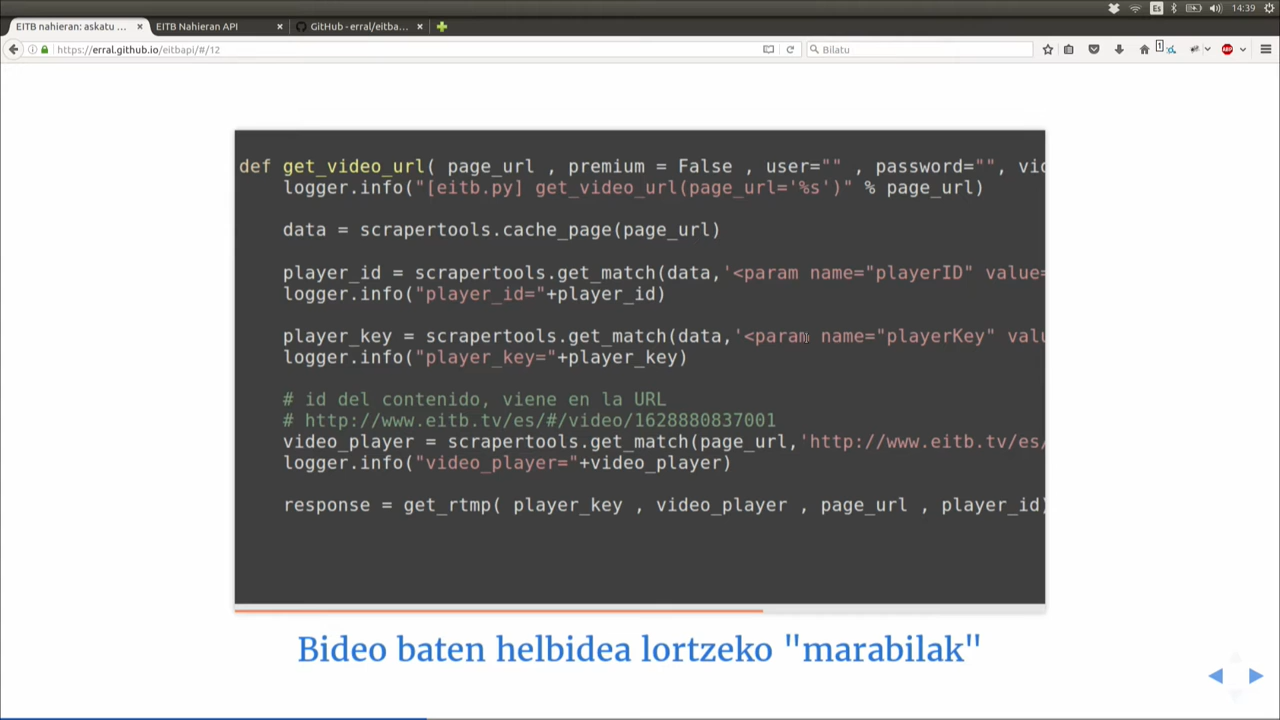 Es
14:39
EITB nahieran: askatu ...
EITB Nahieran API
GitHub - erral/eitba...
https://erral.github.io/eitbapi/#/12
Bilatu
1
ABP
def get_video_url( page_url , premium = False , user="" , password="", vid
logger.info("[eitb.py] get_video_url(page_url='%s')" % page_url)
data = scrapertools.cache_page(page_url)
player_id = scrapertools.get_match(data,'<param name="playerID" value=
logger.info("player_id="+player_id)
player_key = scrapertools.get_match(data,'<param name="playerKey" valu
logger.info("player_key="+player_key)
# id del contenido, viene en la URL
# http://www.eitb.tv/es/#/video/1628880837001
video_player = scrapertools.get_match(page_url,'http://www.eitb.tv/es/
logger.info("video_player="+video_player)
response = get_rtmp( player_key , video_player , page_url , player_id)
Bideo baten helbidea lortzeko "marabilak"